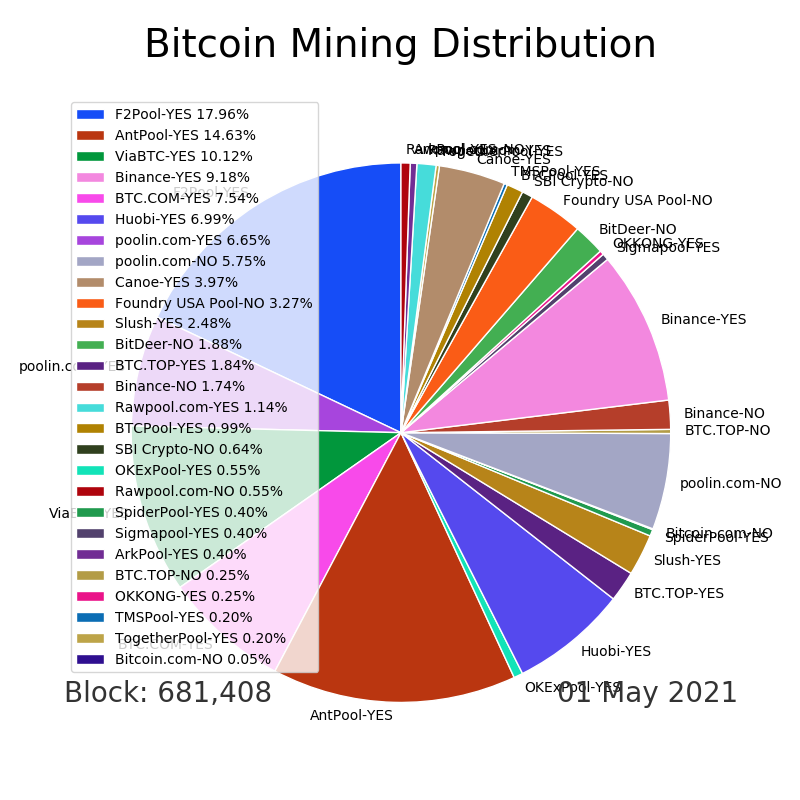 Bitcoin Mining Distribution
F2Pool-YES 17.96%
AntPool-YES 14.63%
ViaBTC-YES 10.12%
Binance-YES 9.18%
BTC.COM-YES 7.54%
Huobi-YES 6.99%
poolin.com-YES 6.65%
poolin.com-NO 5.75%
Canoe-YES 3.97%
Foundry USA Pool-NO 3.27%
Slush-YES 2.48%
BitDeer-NO 1.88%
BTC.TOP-YES 1.84%
Binance-NO 1.74%
Rawpool.com-YES 1.14%
BTCPool-YES 0.99%
SBI Crypto-NO 0.64%
OKExPool-YES 0.55%
Rawpool.com-NO 0.55%
SpiderPool-YES 0.40%
Sigmapool-YES 0.40%
ArkPool-YES 0.40%
BTC.TOP-NO 0.25%
OKKONG-YES 0.25%
TMSPool-YES 0.20%
TogetherPool-YES 0.20%
Bitcoin.com-NO 0.05%
Canoe-YES
TMSPool-YES
BTCPool-YES
SBI Crypto-NO
Foundry USA Pool-NO
BitDeer-NO
OKKONG-YES
Sigmapool-YES
Binance-YES
Binance-NO
BTC.TOP-NO
poolin.com-NO
Bitcoin.com-NO
SpiderPool-YES
Slush-YES
BTC.TOP-YES
Huobi-YES
OKExPool-YES
AntPool-YES
BTC.COM-YES
F2Pool-YES
Block: 681,408
01 May 2021